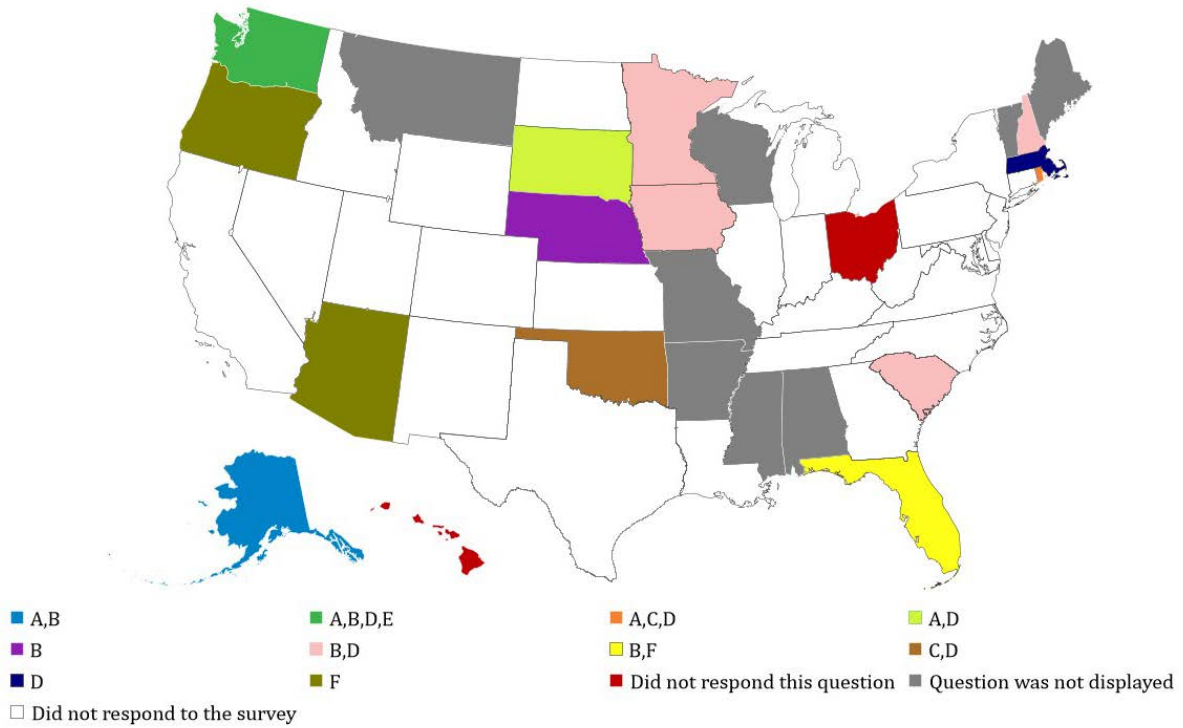 A,B
A,B,D,E
A,C,D
A,D
B
B,D
B,F
C,D
D
F
Did not respond this question
Question was not displayed
Did not respond to the survey